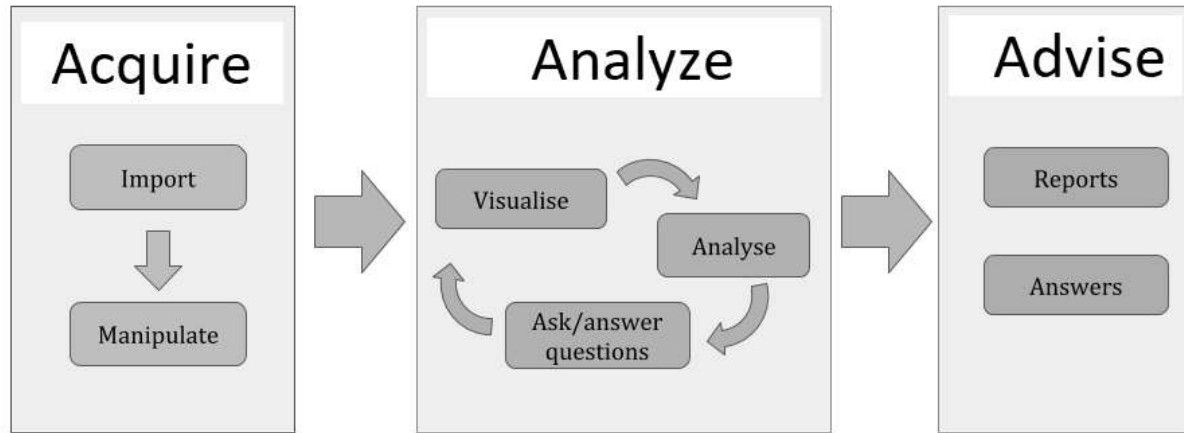 Acquire
Import
Manipulate
Analyze
Visualise
Analyse
Ask/answer
questions
Advise
Reports
Answers